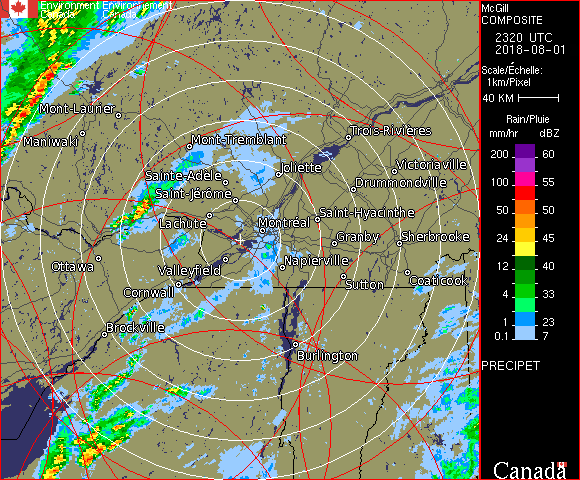 Environment Environnement
Canada Canada
Mont-Laurier
Maniwaki
Mont-Tremblant
Trois-Rivières
Sainte-Adèle
Joliette
Victoriaville
Saint-Jérôme
Drummondville
Lachute
Montréal
Saint-Hyacinthe
Granby
Sherbrooke
Ottawa
Valleyfield
Napierville
Cornwall
Sutton
Coaticook
Brockville
Burlington
McGill
COMPOSITE
2320 UTC
2018-08-01
Scale/Échelle:
1km/Pixel
40 KM
Rain/Pluie
mm/hr dBZ
200 60
100 55
50 50
24 45
12 40
4 33
1 23
0.1 7
PRECIPET
Canada